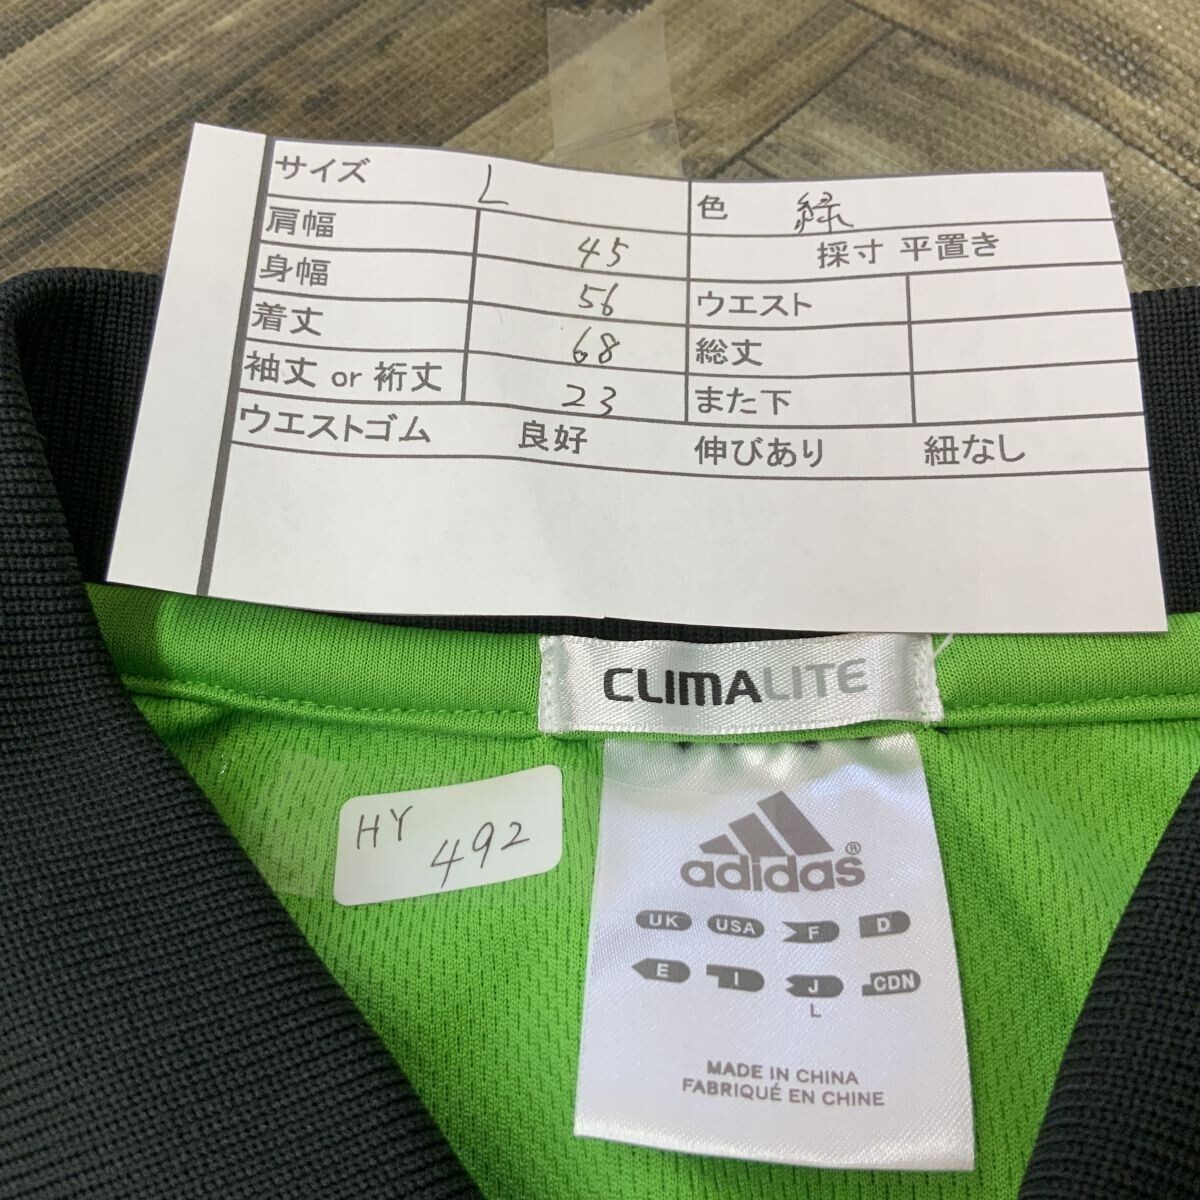 サイズ L 色 緑
肩幅 45 採寸 平置き
身幅 56 ウエスト
着丈 68 総丈
袖丈 or 裄丈 23 また下
ウエストゴム 良好 伸びあり 紐なし
CLIMALITE
HY 492
adidas®
UK USA F D
E I J CDN
L
MADE IN CHINA
FABRIQUÉ EN CHINE